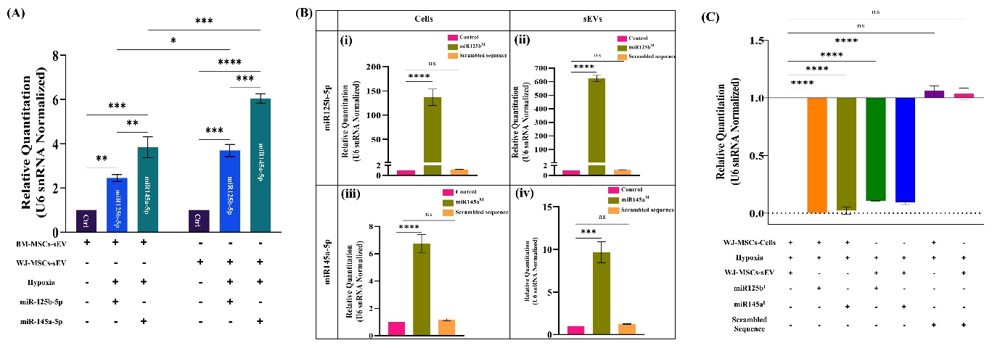 (A)
Relative Quantitation
(U6 snRNA Normalized)
8
6
4
2
0
***
*
****
***
***
**
***
**
Ctrl
miR125b-5p
miR145a-5p
Ctrl
miR125b-5p
miR145a-5p
BM-MSCs-sEV + + + - - -
WJ-MSCs-sEV - - - + + +
Hypoxia - + + - + +
miR-125b-5p - + - - + -
miR-145a-5p - - + - - +
(B)
Cells
sEVs
miR125b-5p
(i)
Control
miR125bM
Scrambled sequence
ns
****
Relative Quantitation
(U6 snRNA Normalized)
200
150
100
50
2
0
(ii)
Control
miR125bM
Scrambled sequence
ns
****
Relative Quantitation
(U6 snRNA Normalized)
700
600
500
400
300
200
100
2
0
miR145a-5p
(iii)
Control
miR145aM
Scrambled sequence
ns
****
Relative Quantitation
(U6 snRNA Normalized)
8
6
4
2
0
(iv)
Control
miR145aM
Scrambled sequence
ns
***
Relative Quantitation
(U6 snRNA Normalized)
15
10
5
0
(C)
ns
ns
****
****
****
****
Relative Quantitation
(U6 snRNA Normalized)
1.5
1.0
0.5
0.0
WJ-MSCs-Cells + + + - - + -
Hypoxia + + + + + + +
WJ-MSCs-sEV + - - + + - +
miR125bI - + - + - - -
miR145aI - - + - + - -
Scrambled
Sequence - - - - - + +